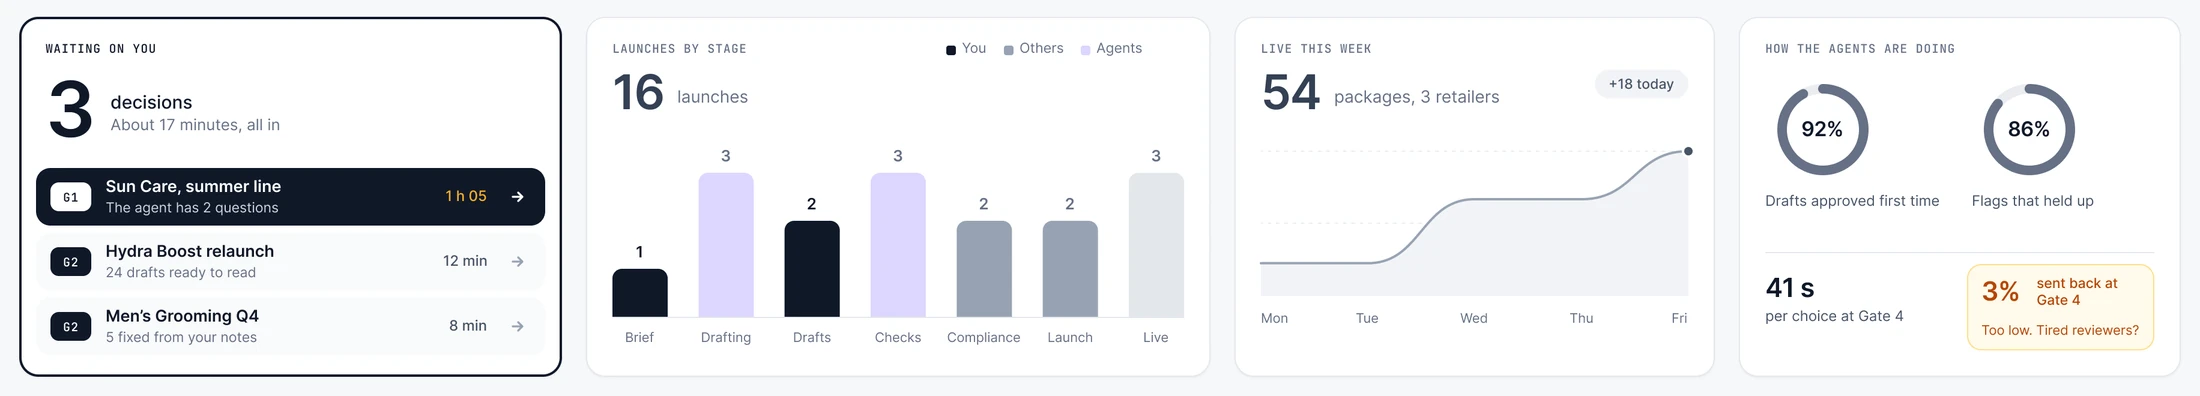 WAITING ON YOU
3 decisions
About 17 minutes, all in
G1 Sun Care, summer line 1 h 05 →
The agent has 2 questions
G2 Hydra Boost relaunch 12 min →
24 drafts ready to read
G2 Men’s Grooming Q4 8 min →
5 fixed from your notes
LAUNCHES BY STAGE
You Others Agents
16 launches
1 3 2 3 2 2 3
Brief Drafting Drafts Checks Compliance Launch Live
LIVE THIS WEEK
54 packages, 3 retailers
+18 today
Mon Tue Wed Thu Fri
HOW THE AGENTS ARE DOING
92% 86%
Drafts approved first time Flags that held up
41 s
per choice at Gate 4
3% sent back at
Gate 4
Too low. Tired reviewers?